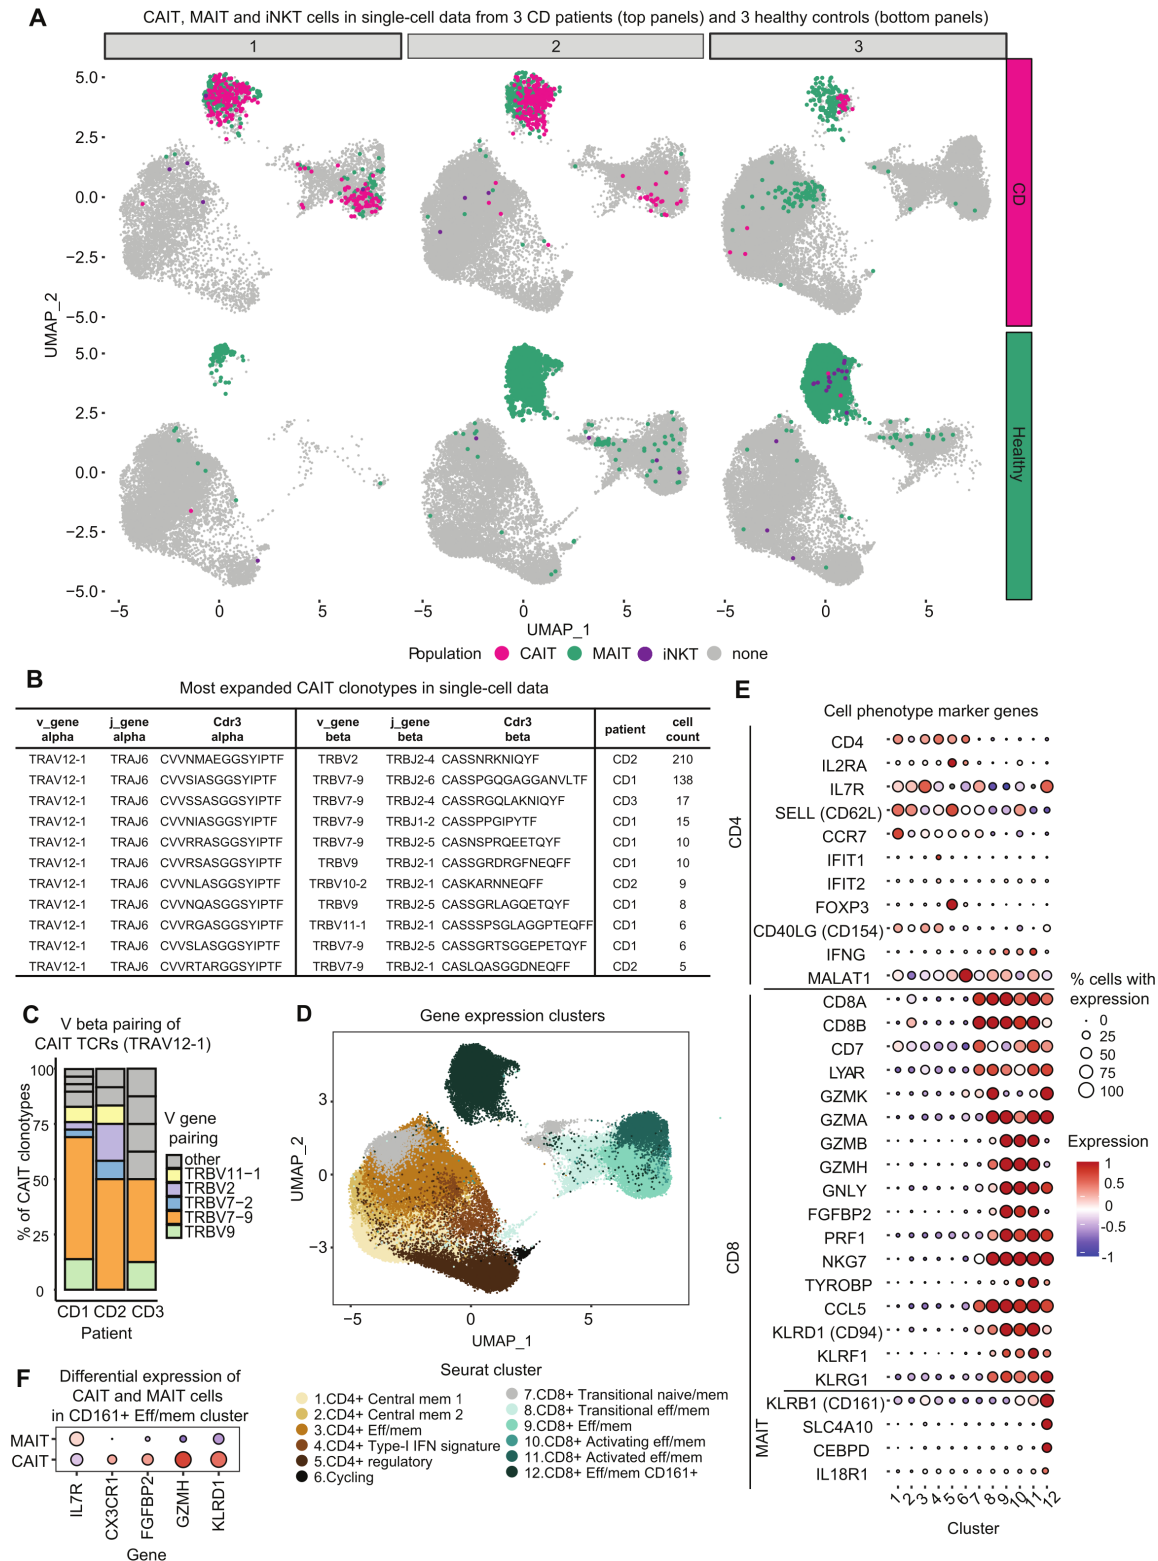 A
CAIT, MAIT and iNKT cells in single-cell data from 3 CD patients (top panels) and 3 healthy controls (bottom panels)
1 2 3
5.0
2.5
0.0
−2.5
−5.0
CD
UMAP_2
5.0
2.5
0.0
−2.5
−5.0
Healthy
−5 0 5 −5 0 5 −5 0 5
UMAP_1
Population CAIT MAIT iNKT none
B
Most expanded CAIT clonotypes in single-cell data
v_gene alpha j_gene alpha Cdr3 alpha v_gene beta j_gene beta Cdr3 beta patient cell count
TRAV12-1 TRAJ6 CVVNMAEGGSYIPTF TRBV2 TRBJ2-4 CASSNRKNIQYF CD2 210
TRAV12-1 TRAJ6 CVVSIASGGSYIPTF TRBV7-9 TRBJ2-6 CASSPGQGAGGANVLTF CD1 138
TRAV12-1 TRAJ6 CVVSSASGGSYIPTF TRBV7-9 TRBJ2-4 CASSRGQLAKNIQYF CD3 17
TRAV12-1 TRAJ6 CVVNIASGGSYIPTF TRBV7-9 TRBJ1-2 CASSPPGIPYTF CD1 15
TRAV12-1 TRAJ6 CVVRRASGGSYIPTF TRBV7-9 TRBJ2-5 CASNSPRQEETQYF CD1 10
TRAV12-1 TRAJ6 CVVRSASGGSYIPTF TRBV9 TRBJ2-1 CASSGRDRGFNEQFF CD1 10
TRAV12-1 TRAJ6 CVVNLASGGSYIPTF TRBV10-2 TRBJ2-1 CASKARNNEQFF CD2 9
TRAV12-1 TRAJ6 CVVNQASGGSYIPTF TRBV9 TRBJ2-5 CASSGRLAGQETQYF CD1 8
TRAV12-1 TRAJ6 CVVRGASGGSYIPTF TRBV11-1 TRBJ2-1 CASSSPSGLAGGPTEQFF CD1 6
TRAV12-1 TRAJ6 CVVSLASGGSYIPTF TRBV7-9 TRBJ2-5 CASSGRTSGGEPETQYF CD1 6
TRAV12-1 TRAJ6 CVVRTARGGSYIPTF TRBV7-9 TRBJ2-1 CASLQASGGDNEQFF CD2 5
C
V beta pairing of
CAIT TCRs (TRAV12-1)
% of CAIT clonotypes
100
75
50
25
0
CD1 CD2 CD3
Patient
V gene
pairing
other
TRBV11−1
TRBV2
TRBV7−2
TRBV7−9
TRBV9
D
Gene expression clusters
UMAP_2
3
0
−3
−5 0 5
UMAP_1
Seurat cluster
1.CD4+ Central mem 1
2.CD4+ Central mem 2
3.CD4+ Eff/mem
4.CD4+ Type-I IFN signature
5.CD4+ regulatory
6.Cycling
7.CD8+ Transitional naive/mem
8.CD8+ Transitional eff/mem
9.CD8+ Eff/mem
10.CD8+ Activating eff/mem
11.CD8+ Activated eff/mem
12.CD8+ Eff/mem CD161+
E
Cell phenotype marker genes
CD4
CD4
IL2RA
IL7R
SELL (CD62L)
CCR7
IFIT1
IFIT2
FOXP3
CD40LG (CD154)
IFNG
MALAT1
CD8
CD8A
CD8B
CD7
LYAR
GZMK
GZMA
GZMB
GZMH
GNLY
FGFBP2
PRF1
NKG7
TYROBP
CCL5
KLRD1 (CD94)
KLRF1
KLRG1
MAIT
KLRB1 (CD161)
SLC4A10
CEBPD
IL18R1
1 2 3 4 5 6 7 8 9 10 11 12
Cluster
% cells with
expression
0
25
50
75
100
Expression
1
0.5
0
-0.5
-1
F
Differential expression of
CAIT and MAIT cells
in CD161+ Eff/mem cluster
MAIT
CAIT
IL7R
CX3CR1
FGFBP2
GZMH
KLRD1
Gene